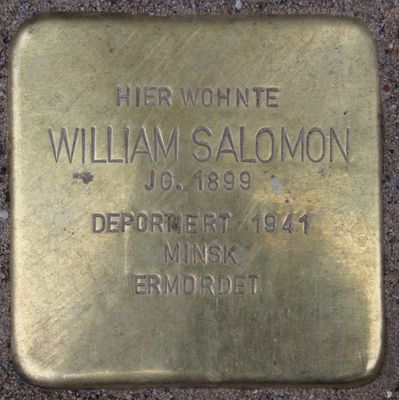 HIER WOHNTE
WILLIAM SALOMON
JG. 1899
DEPORTIERT 1941
MINSK
ERMORDET